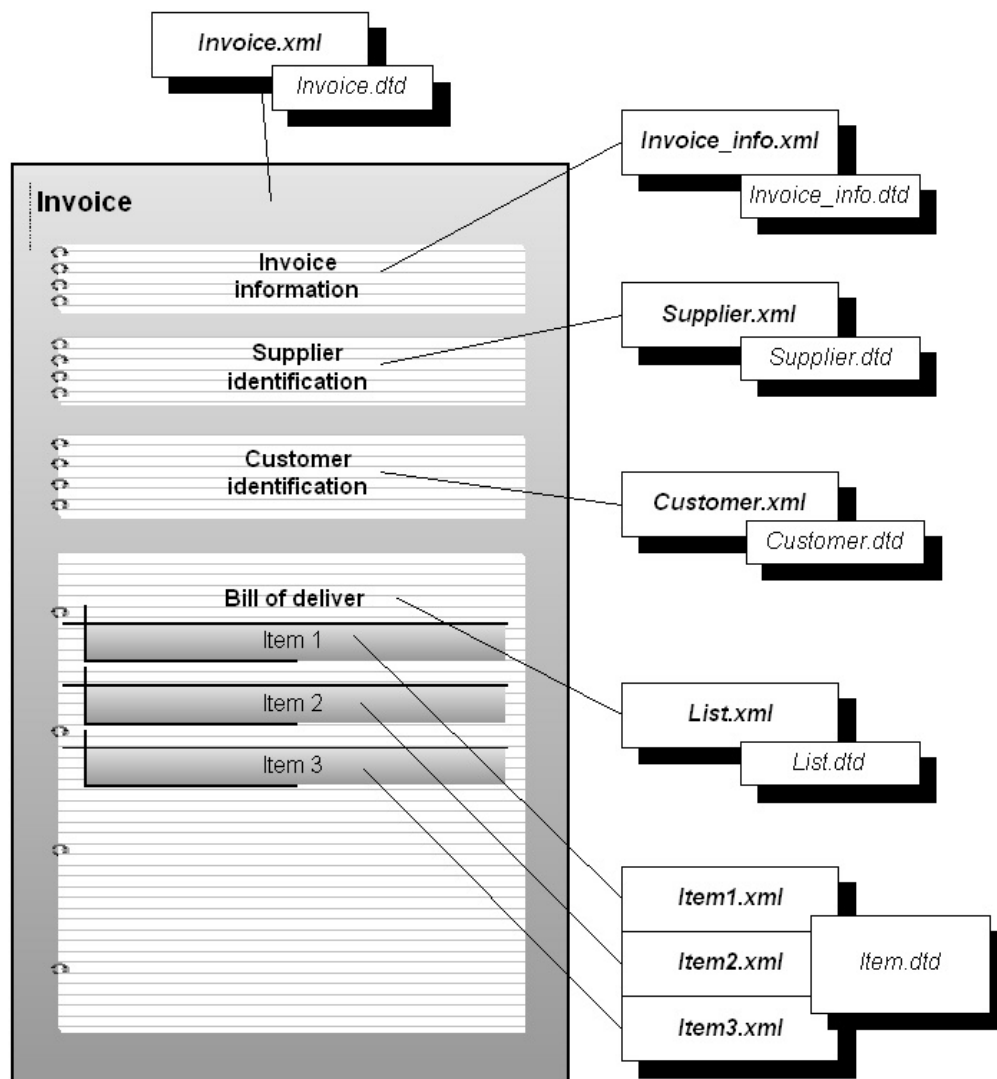 Invoice.xml
Invoice.dtd
Invoice_info.xml
Invoice_info.dtd
Invoice
Invoice
information
Supplier.xml
Supplier.dtd
Supplier
identification
Customer
identification
Customer.xml
Customer.dtd
Bill of deliver
Item 1
Item 2
Item 3
List.xml
List.dtd
Item1.xml
Item2.xml
Item3.xml
Item.dtd